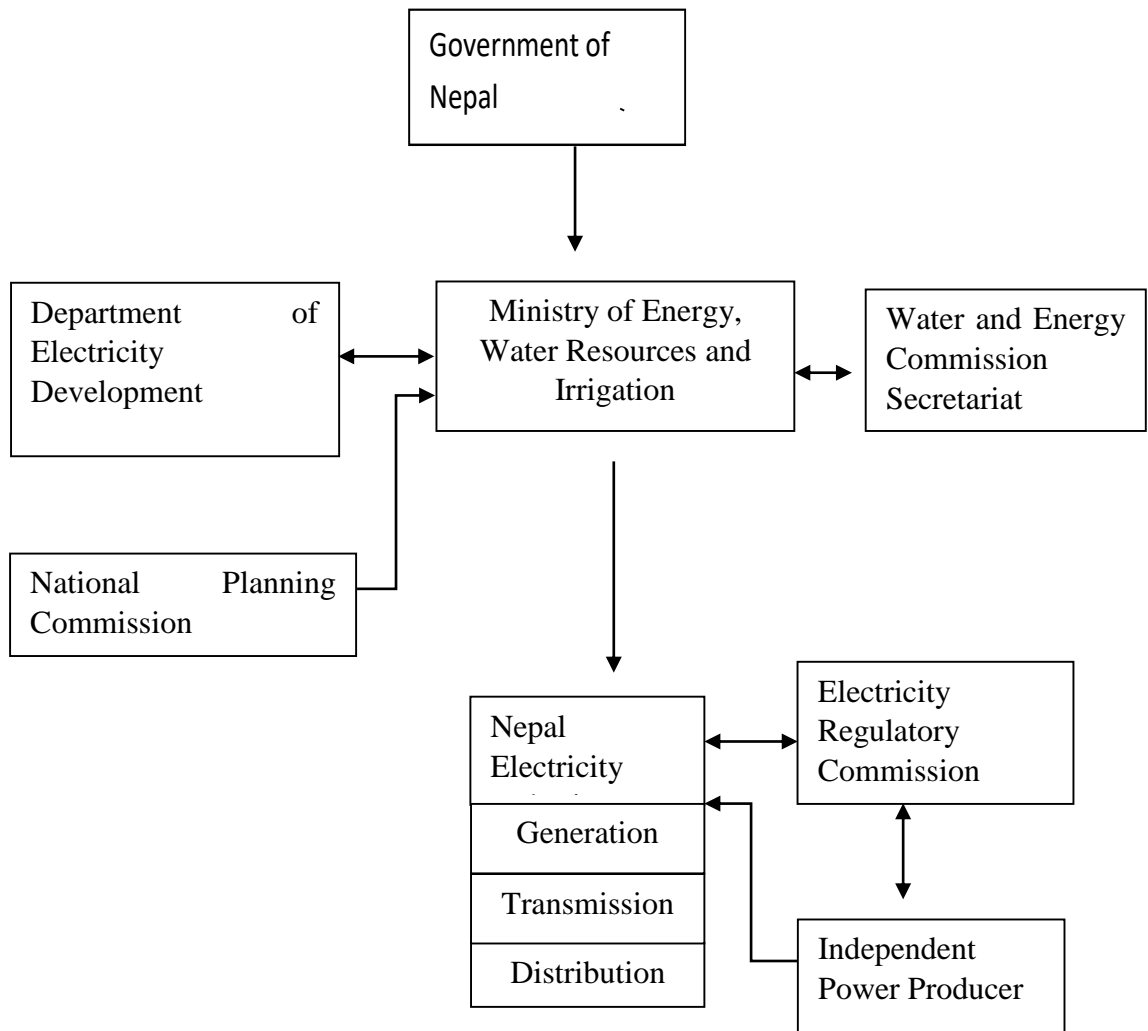 Government of
Nepal
Department of
Electricity
Development
Ministry of Energy,
Water Resources and
Irrigation
Water and Energy
Commission
Secretariat
National Planning
Commission
Nepal
Electricity
Electricity
Regulatory
Commission
Generation
Transmission
Distribution
Independent
Power Producer